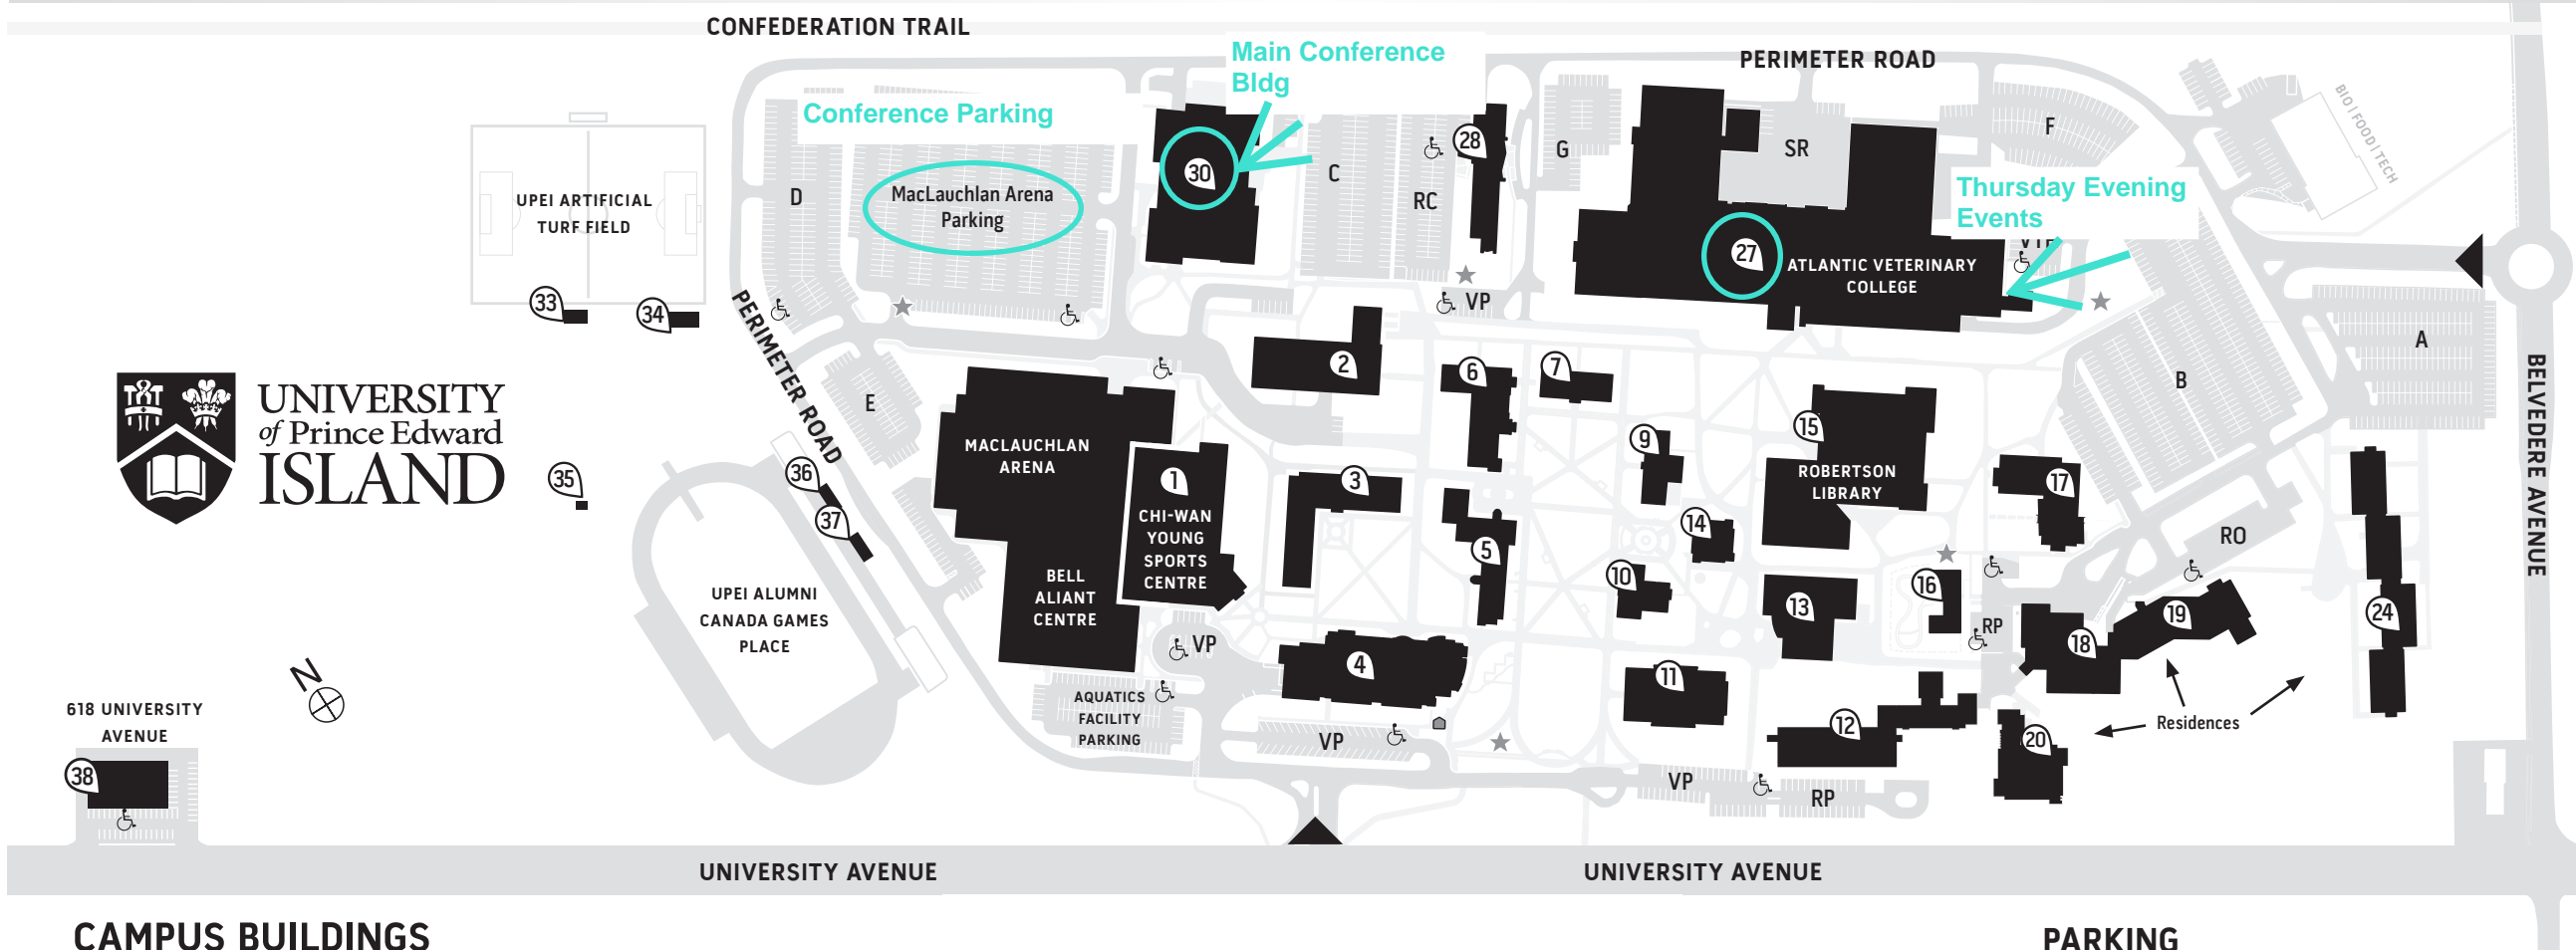 CONFEDERATION TRAIL
Main Conference
Bldg
PERIMETER ROAD
Conference Parking
BIO | FOOD | TECH
30
28
C
RC
G
SR
F
D
MacLauchlan Arena
Parking
UPEI ARTIFICIAL
TURF FIELD
Thursday Evening
Events
27
ATLANTIC VETERINARY
COLLEGE
33
34
VP
PERIMETER ROAD
A
B
E
2
6
7
15
9
ROBERTSON
LIBRARY
17
BELVEDERE AVENUE
UNIVERSITY
of Prince Edward
ISLAND
35
36
37
MACLAUCHLAN
ARENA
1
CHI-WAN
YOUNG
SPORTS
CENTRE
3
5
14
10
13
16
RO
BELL
ALIANT
CENTRE
UPEI ALUMNI
CANADA GAMES
PLACE
VP
4
11
RP
18
19
24
N
AQUATICS
FACILITY
PARKING
VP
12
20
Residences
618 UNIVERSITY
AVENUE
38
VP
RP
UNIVERSITY AVENUE
UNIVERSITY AVENUE
CAMPUS BUILDINGS
PARKING